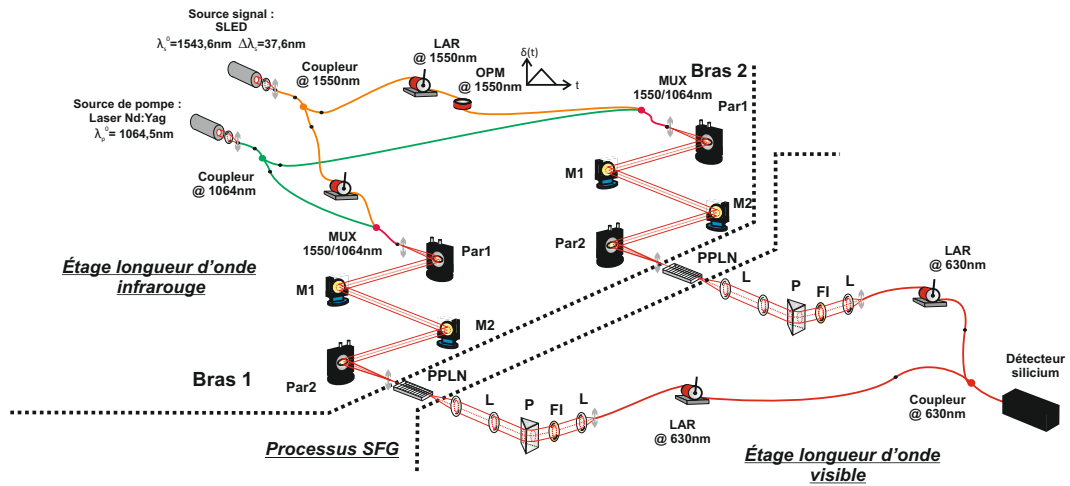 Source signal :
SLED
λs⁰=1543,6nm Δλs=37,6nm
Coupleur
@ 1550nm
LAR
@ 1550nm
OPM
@ 1550nm
δ(t)
t
Bras 2
MUX
1550/1064nm
Par1
Source de pompe :
Laser Nd:Yag
λp⁰= 1064,5nm
Coupleur
@ 1064nm
M1
M2
MUX
1550/1064nm
Par1
Par2
PPLN
L
P
FI
L
LAR
@ 630nm
Étage longueur d'onde
infrarouge
M1
M2
Bras 1
Par2
PPLN
L
P
FI
L
LAR
@ 630nm
Coupleur
@ 630nm
Détecteur
silicium
Processus SFG
Étage longueur d'onde
visible